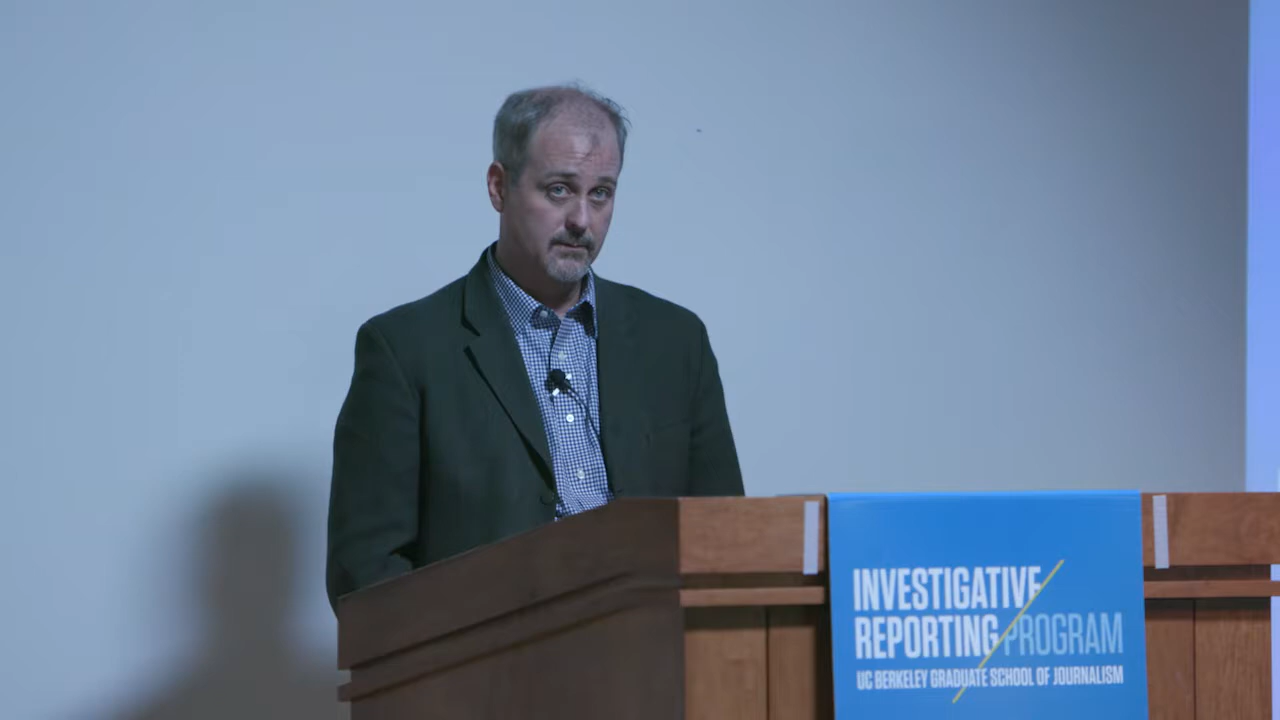 INVESTIGATIVE
REPORTING PROGRAM
UC BERKELEY GRADUATE SCHOOL OF JOURNALISM